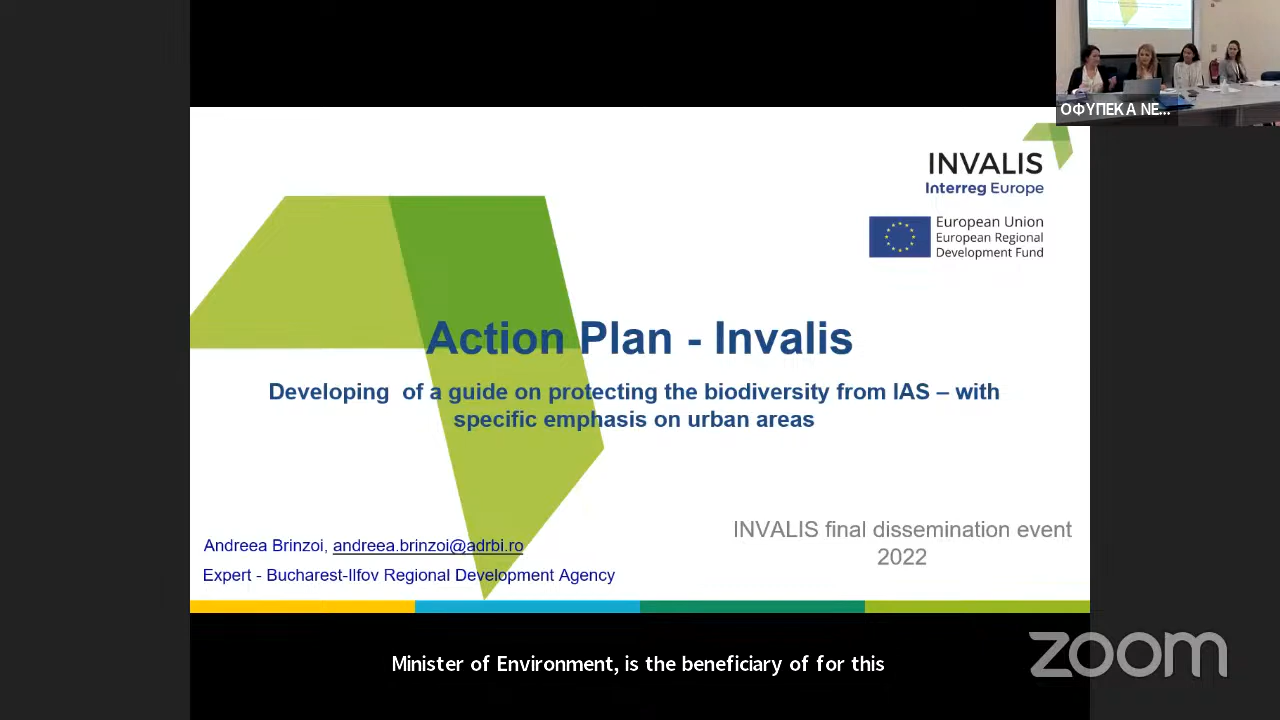 ΟΦΥΠΕΚΑ NE...
INVALIS
Interreg Europe
European Union
European Regional
Development Fund
Action Plan - Invalis
Developing of a guide on protecting the biodiversity from IAS – with
specific emphasis on urban areas
INVALIS final dissemination event
2022
Andreea Brinzoi, andreea.brinzoi@adrbi.ro
Expert - Bucharest-Ilfov Regional Development Agency
Minister of Environment, is the beneficiary of for this
zoom